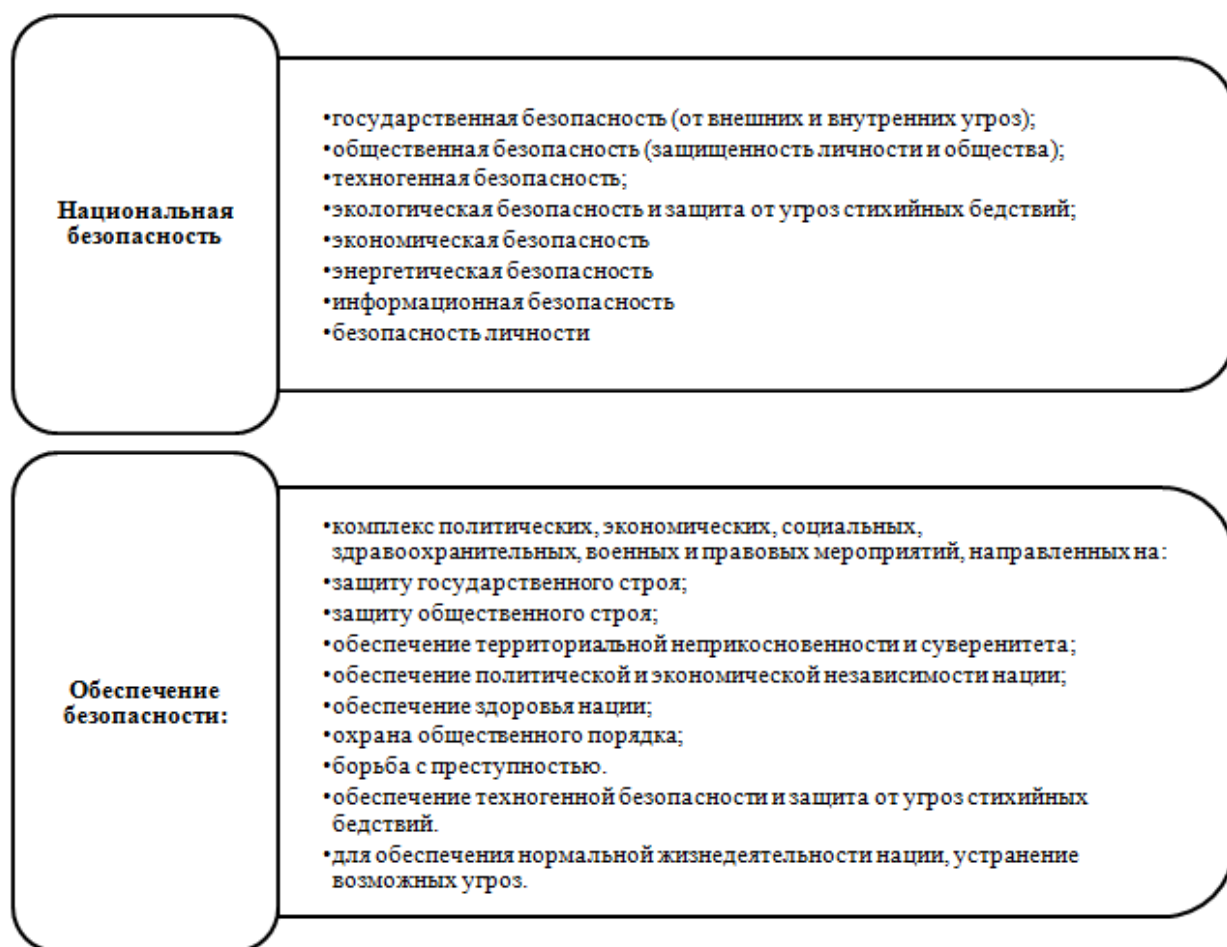 Национальная
безопасность
•государственная безопасность (от внешних и внутренних угроз);
•общественная безопасность (защищенность личности и общества);
•техногенная безопасность;
•экологическая безопасность и защита от угроз стихийных бедствий;
•экономическая безопасность
•энергетическая безопасность
•информационная безопасность
•безопасность личности
Обеспечение
безопасности:
•комплекс политических, экономических, социальных,
здравоохранительных, военных и правовых мероприятий, направленных на:
•защиту государственного строя;
•защиту общественного строя;
•обеспечение территориальной неприкосновенности и суверенитета;
•обеспечение политической и экономической независимости нации;
•обеспечение здоровья нации;
•охрана общественного порядка;
•борьба с преступностью.
•обеспечение техногенной безопасности и защита от угроз стихийных
бедствий.
•для обеспечения нормальной жизнедеятельности нации, устранение
возможных угроз.